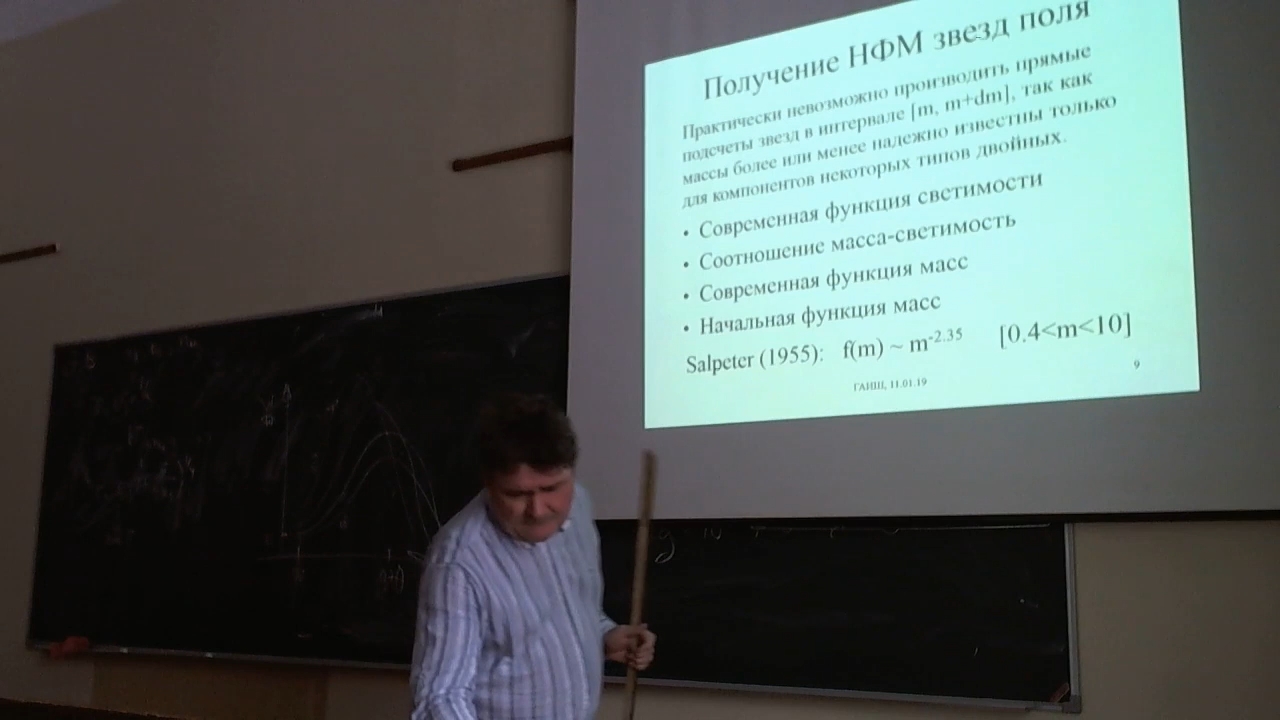 Получение НФМ звезд поля
Практически невозможно производить прямые
подсчеты звезд в интервале [m, m+dm], так как
массы более или менее надежно известны только
для компонентов некоторых типов двойных.
• Современная функция светимости
• Соотношение масса-светимость
• Современная функция масс
• Начальная функция масс
Salpeter (1955): f(m) ~ m^-2.35 [0.4<m<10]
ГАИШ, 11.01.19
9